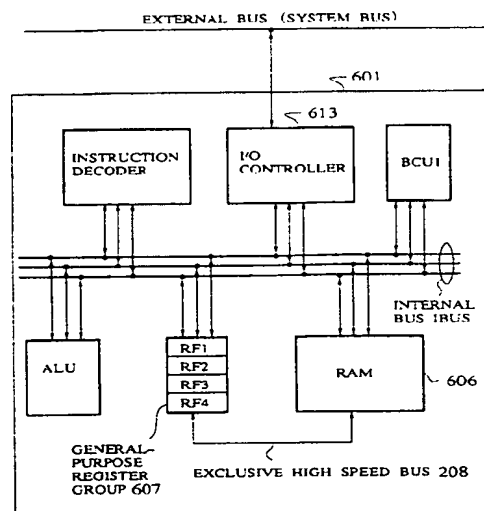 EXTERNAL BUS (SYSTEM BUS)
601
613
INSTRUCTION
DECODER
I/O
CONTROLLER
BCU1
INTERNAL
BUS IBUS
ALU
RF1
RF2
RF3
RF4
RAM
606
GENERAL-
PURPOSE
REGISTER
GROUP 607
EXCLUSIVE HIGH SPEED BUS 208